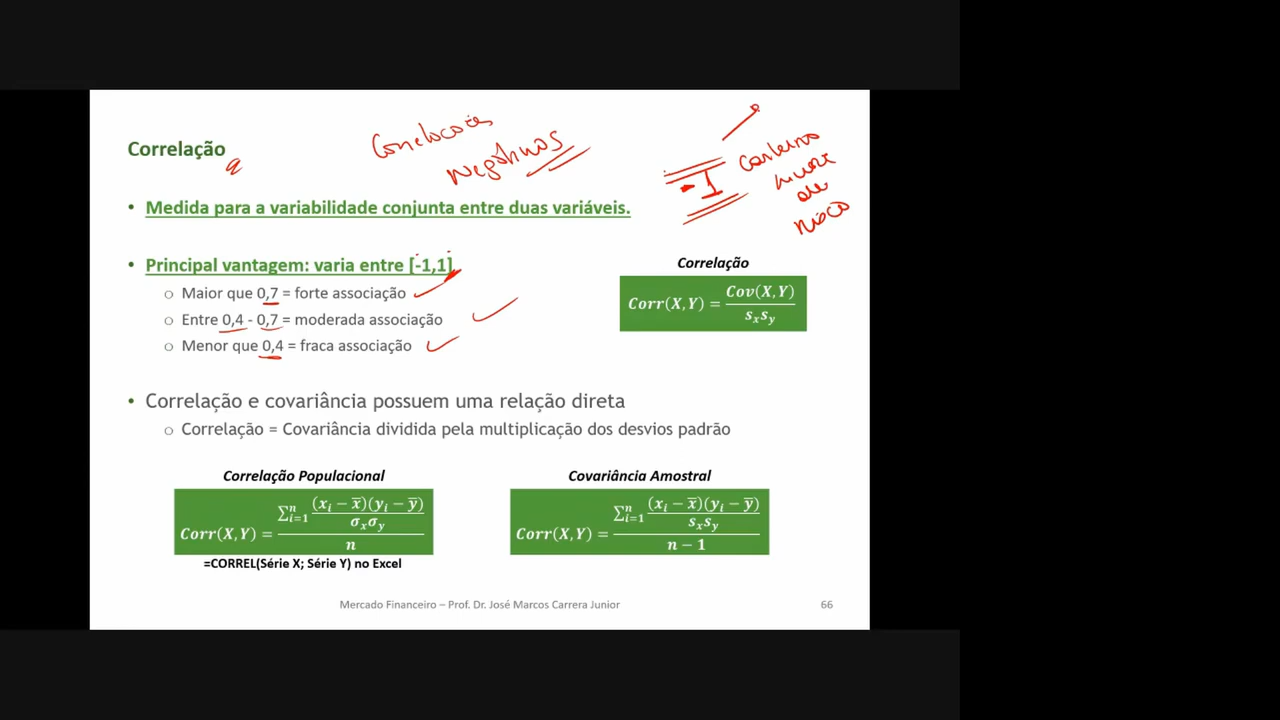 Correlação
Correlações
Negativas
-1
carteira
livre
de
risco
• Medida para a variabilidade conjunta entre duas variáveis.
• Principal vantagem: varia entre [-1,1]
○ Maior que 0,7 = forte associação
○ Entre 0,4 - 0,7 = moderada associação
○ Menor que 0,4 = fraca associação
Correlação
Corr(X,Y) = Cov(X,Y) / s_x s_y
• Correlação e covariância possuem uma relação direta
○ Correlação = Covariância dividida pela multiplicação dos desvios padrão
Correlação Populacional
Corr(X,Y) = ∑_{i=1}^{n} ((x_i − x̅)(y_i − y̅) / σ_x σ_y) / n
=CORREL(Série X; Série Y) no Excel
Covariância Amostral
Corr(X,Y) = ∑_{i=1}^{n} ((x_i − x̅)(y_i − y̅) / s_x s_y) / n − 1
Mercado Financeiro – Prof. Dr. José Marcos Carrera Junior
66